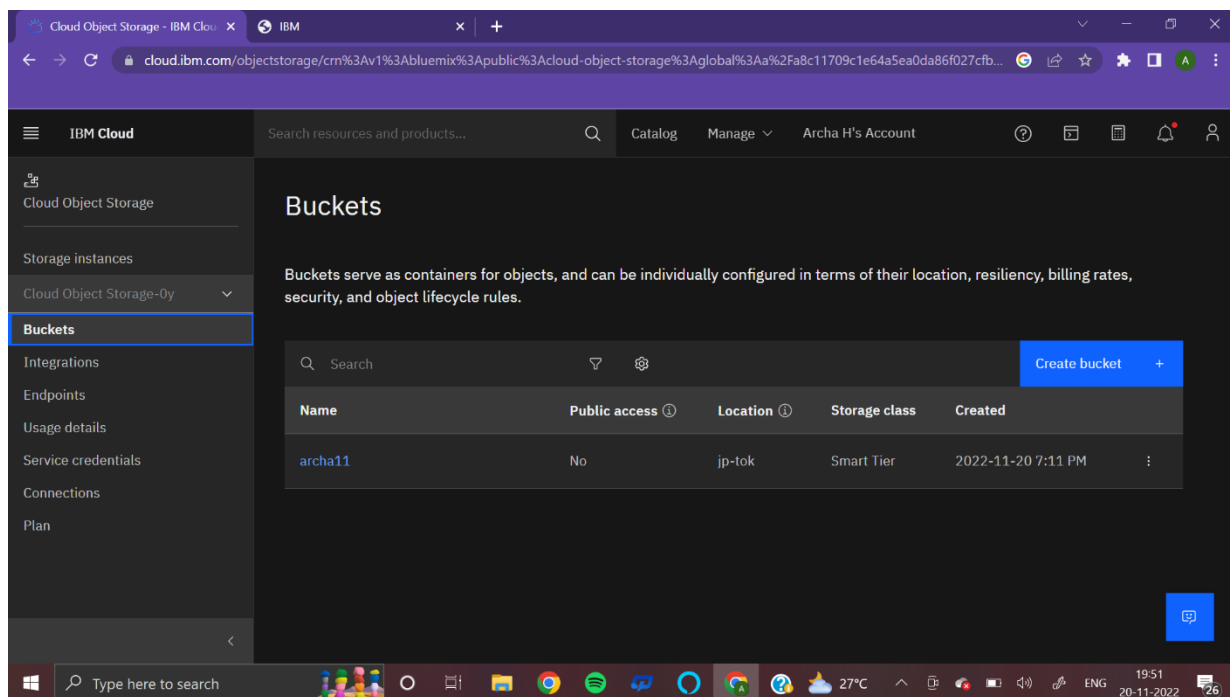 Cloud Object Storage - IBM Clou
IBM
cloud.ibm.com/objectstorage/crn%3Av1%3Abluemix%3Apublic%3Acloud-object-storage%3Aglobal%3Aa%2Fa8c11709c1e64a5ea0da86f027cfb...
A
IBM Cloud
Search resources and products...
Catalog
Manage
Archa H's Account
Cloud Object Storage
Storage instances
Cloud Object Storage-0y
Buckets
Integrations
Endpoints
Usage details
Service credentials
Connections
Plan
Buckets
Buckets serve as containers for objects, and can be individually configured in terms of their location, resiliency, billing rates,
security, and object lifecycle rules.
Search
Create bucket +
Name Public access Location Storage class Created
archa11 No jp-tok Smart Tier 2022-11-20 7:11 PM
Type here to search
27°C
ENG
19:51
20-11-2022
26